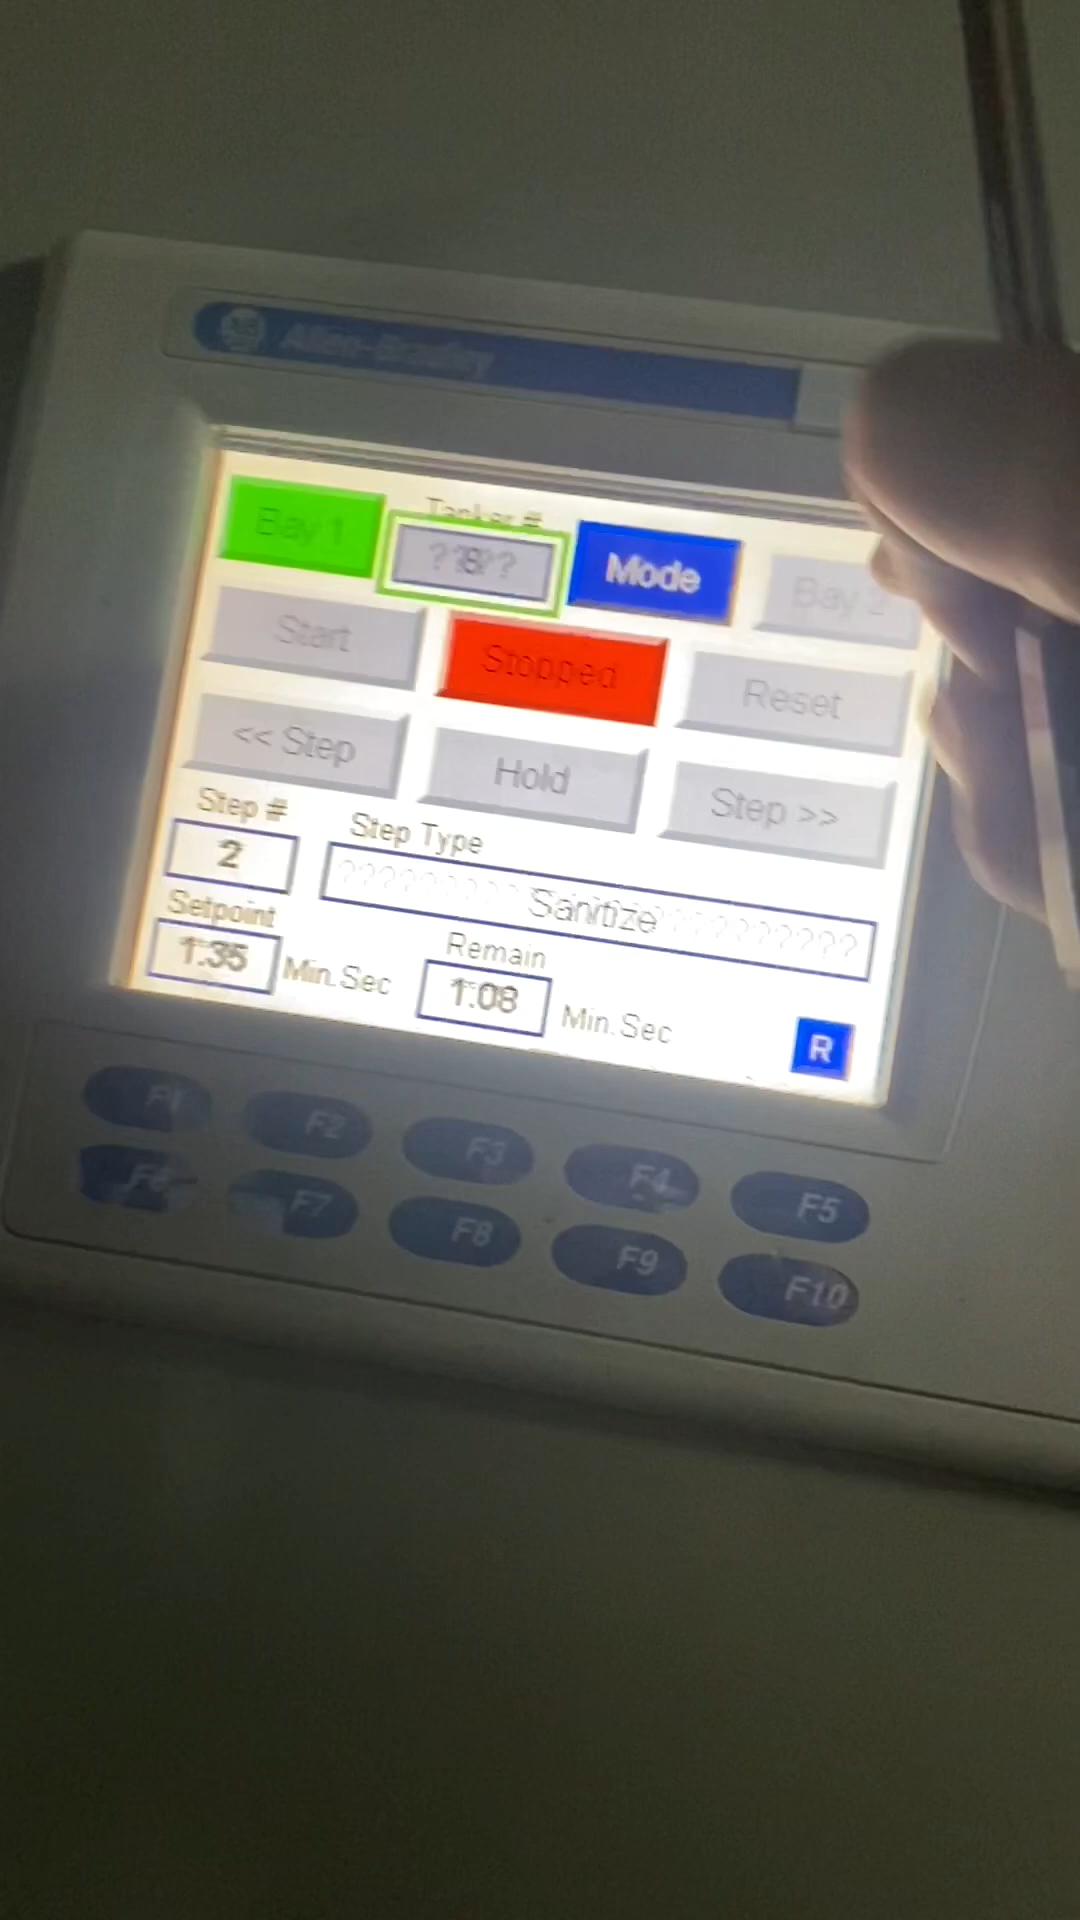 Allen-Bradley
Bay 1
Tanker #
Mode
Bay 2
Start
Stopped
Reset
<< Step
Hold
Step >>
Step #
2
Step Type
Sanitize
Setpoint
1:35
Min.Sec
Remain
1:08
Min.Sec
R
F1
F2
F3
F4
F5
F6
F7
F8
F9
F10